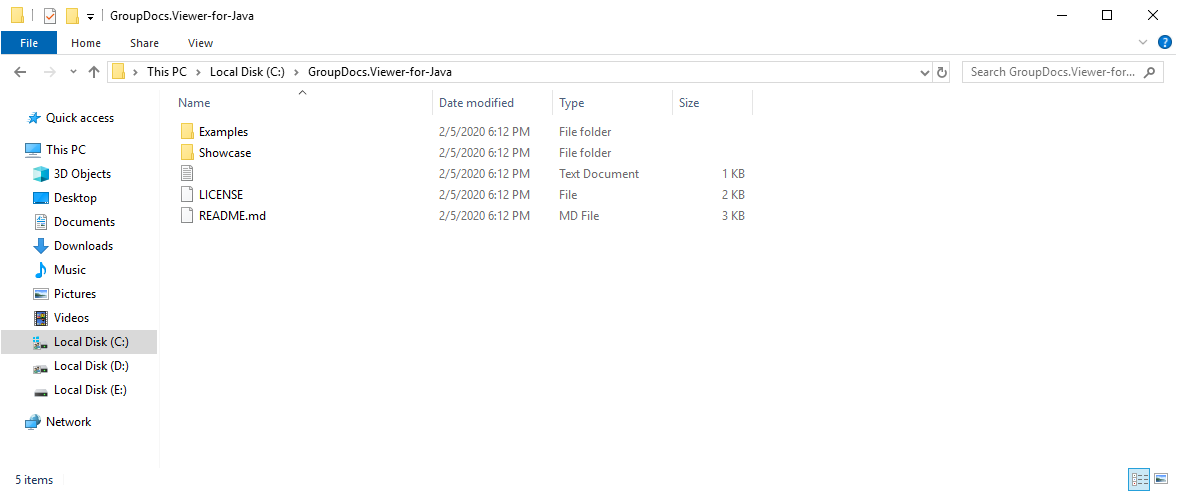 GroupDocs.Viewer-for-Java
File Home Share View
This PC Local Disk (C:) GroupDocs.Viewer-for-Java Search GroupDocs.Viewer-for...
Name Date modified Type Size
Quick access
This PC
3D Objects
Desktop
Documents
Downloads
Music
Pictures
Videos
Local Disk (C:)
Local Disk (D:)
Local Disk (E:)
Network
Examples 2/5/2020 6:12 PM File folder
Showcase 2/5/2020 6:12 PM File folder
2/5/2020 6:12 PM Text Document 1 KB
LICENSE 2/5/2020 6:12 PM File 2 KB
README.md 2/5/2020 6:12 PM MD File 3 KB
5 items